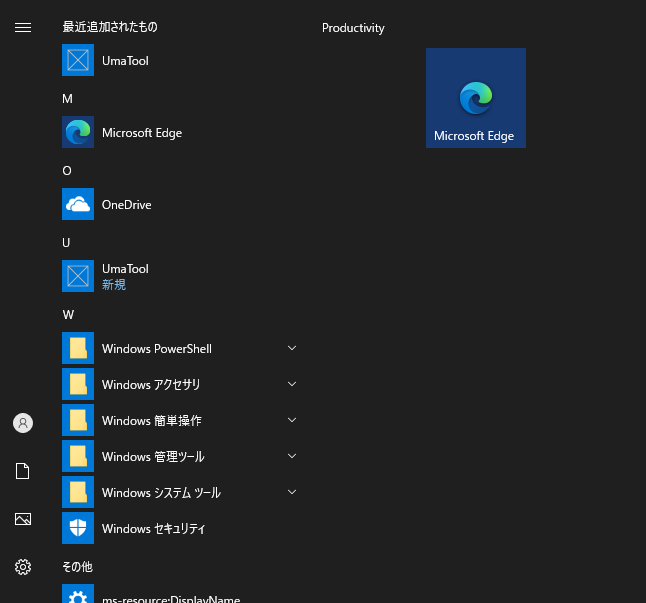 最近追加されたもの
UmaTool
M
Microsoft Edge
O
OneDrive
U
UmaTool
新規
W
Windows PowerShell
Windows アクセサリ
Windows 簡単操作
Windows 管理ツール
Windows システム ツール
Windows セキュリティ
その他
ms-resource:DisplayName
Productivity
Microsoft Edge